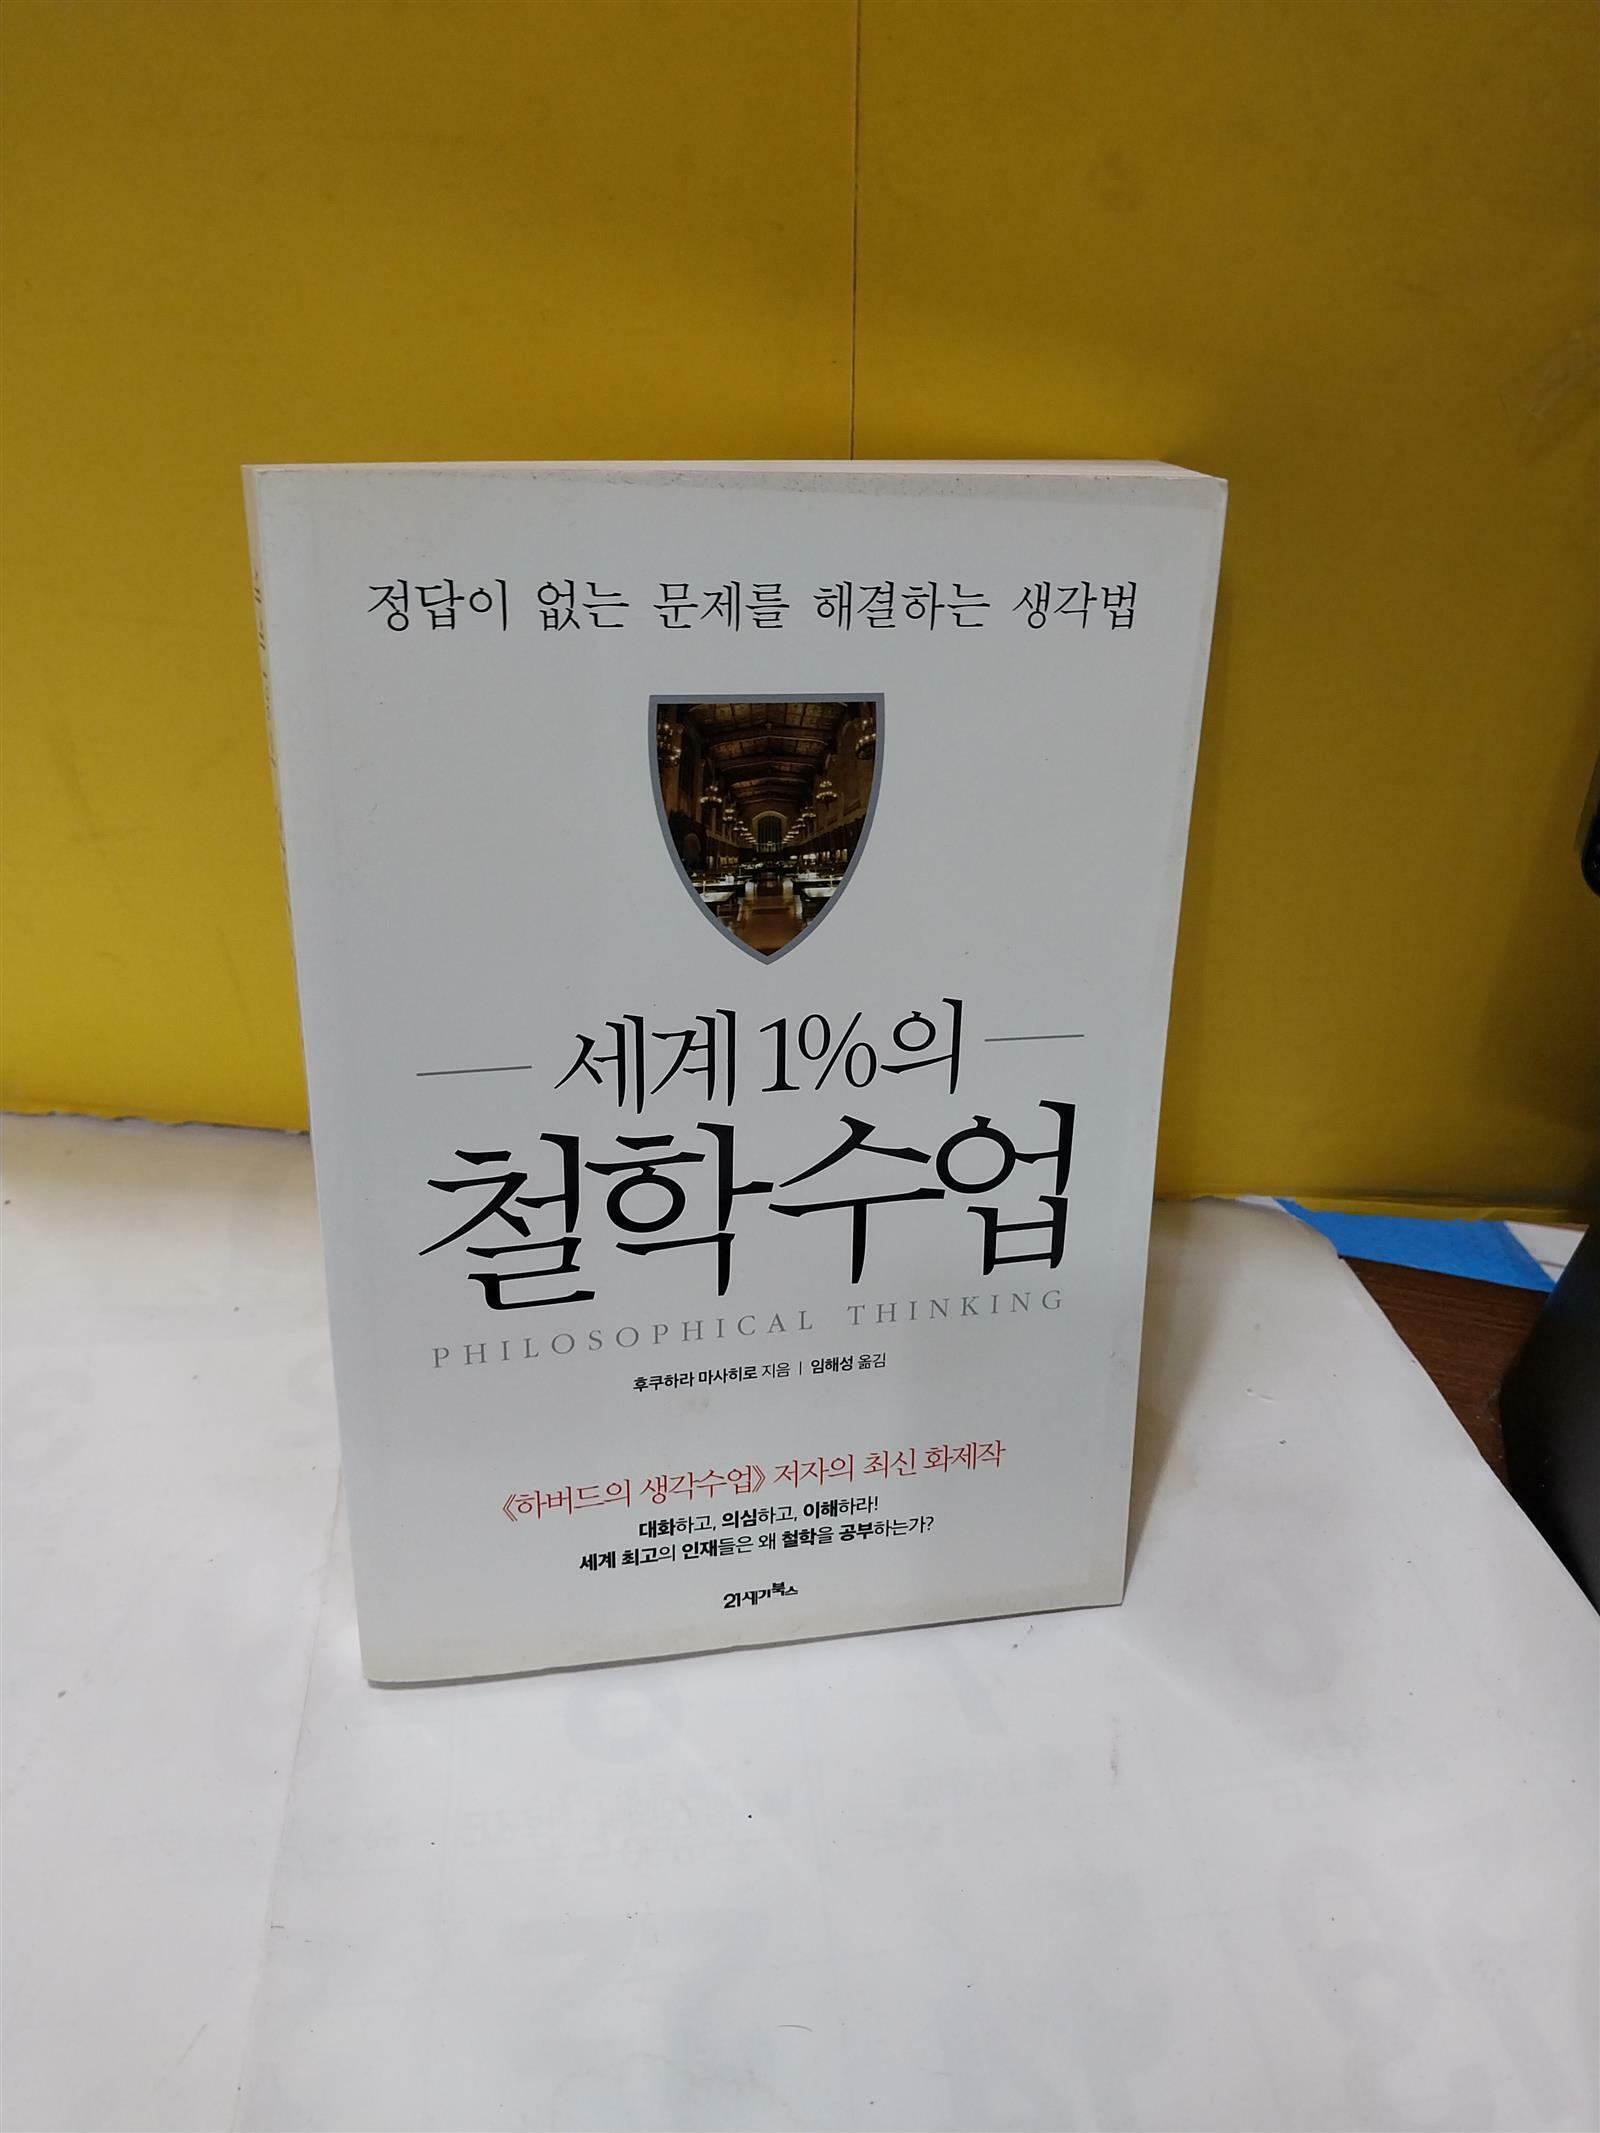 정답이 없는 문제를 해결하는 생각법
세계 1%의
철학수업
PHILOSOPHICAL THINKING
후쿠하라 마사히로 지음 | 임해성 옮김
《하버드의 생각수업》 저자의 최신 화제작
대화하고, 의심하고, 이해하라!
세계 최고의 인재들은 왜 철학을 공부하는가?
21세기북스